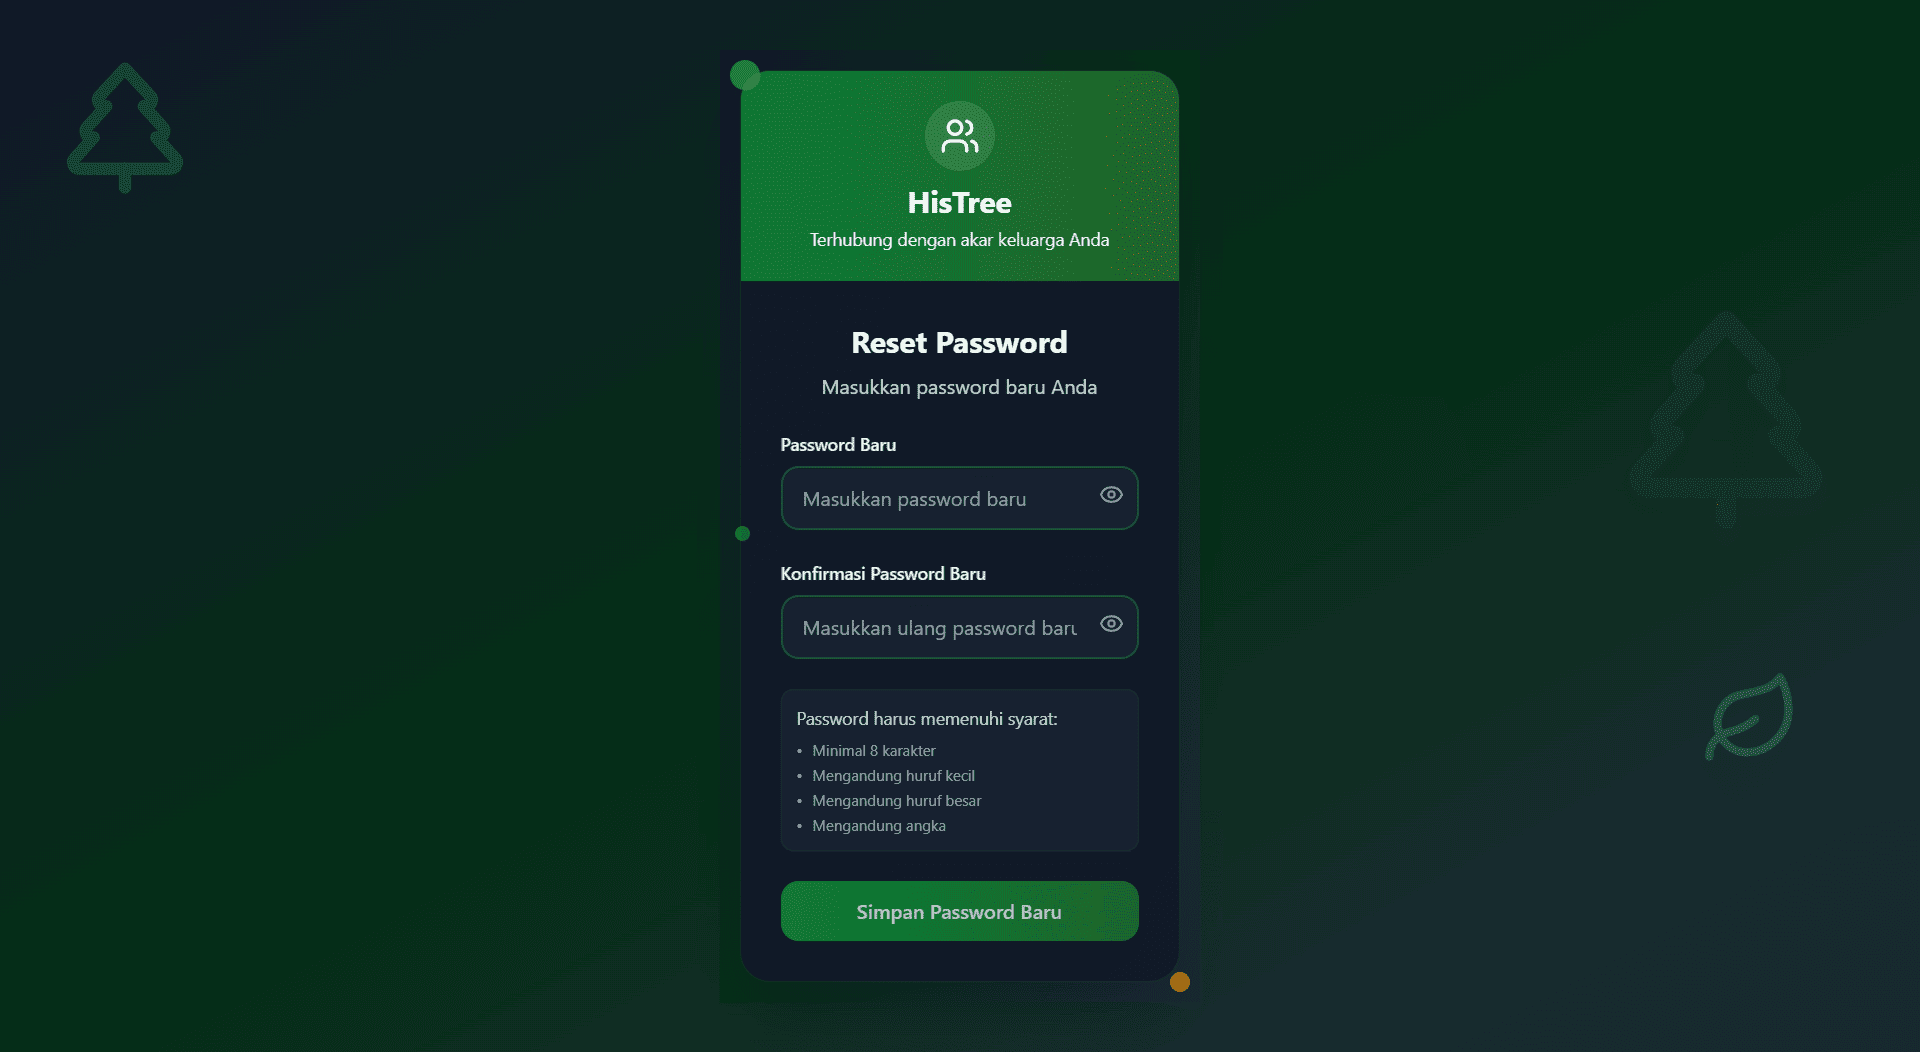 HisTree
Terhubung dengan akar keluarga Anda
Reset Password
Masukkan password baru Anda
Password Baru
Masukkan password baru
Konfirmasi Password Baru
Masukkan ulang password baru
Password harus memenuhi syarat:
• Minimal 8 karakter
• Mengandung huruf kecil
• Mengandung huruf besar
• Mengandung angka
Simpan Password Baru